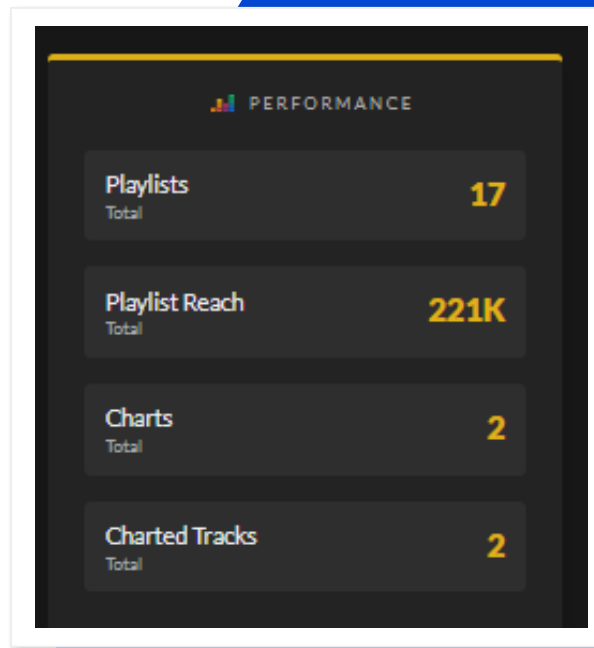 PERFORMANCE
Playlists
Total
17
Playlist Reach
Total
221K
Charts
Total
2
Charted Tracks
Total
2